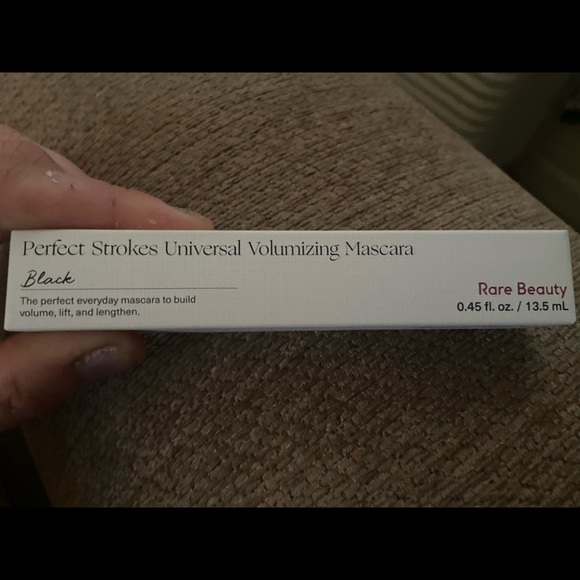 Perfect Strokes Universal Volumizing Mascara
Black
The perfect everyday mascara to build
volume, lift, and lengthen.
Rare Beauty
0.45 fl. oz. / 13.5 mL